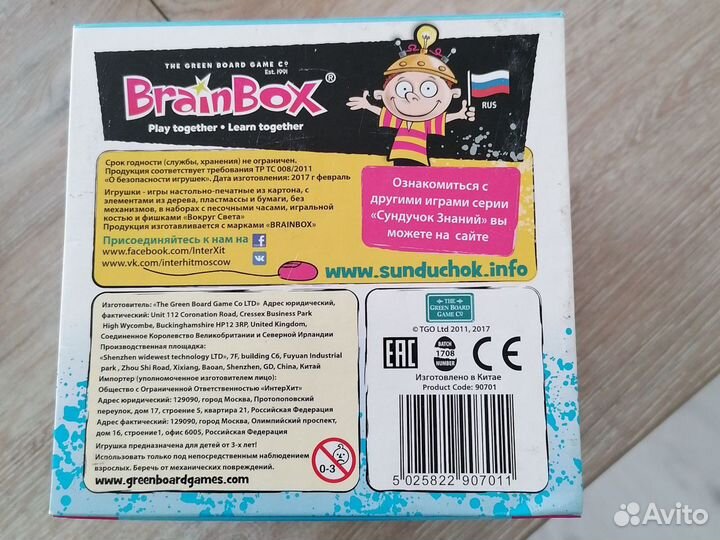 THE GREEN BOARD GAME Co
Est. 1991
BrainBox®
Play together • Learn together
RUS
Срок годности (службы, хранения) не ограничен.
Продукция соответствует требования ТР ТС 008/2011
«О безопасности игрушек». Дата изготовления: 2017 г февраль
Игрушки - игры настольно-печатные из картона, с
элементами из дерева, пластмассы и бумаги, без
механизмов, в наборах с песочными часами, игральной
костью и фишками «Вокруг Света»
Продукция изготавливается с марками «BRAINBOX»
Присоединяйтесь к нам на f
www.facebook.com/InterXit
www.vk.com/interhitmoscow
Ознакомиться с
другими играми серии
«Сундучок Знаний» вы
можете на сайте
www.sunduchok.info
Изготовитель: «The Green Board Game Co LTD» Адрес юридический,
фактический: Unit 112 Coronation Road, Cressex Business Park
High Wycombe, Buckinghamshire HP12 3RP, United Kingdom,
Соединенное Королевство Великобритании и Северной Ирландии
Производственная площадка:
«Shenzhen widewest technology LTD», 7F, building C6, Fuyuan Industrial
park , Zhou Shi Road, Xixiang, Baoan, Shenzhen, GD, China, Китай
Импортер (уполномоченное изготовителем лицо):
Общество с Ограниченной Ответственностью «ИнтерХит»
Адрес юридический: 129090, город Москва, Протопоповский
переулок, дом 17, строение 5, квартира 21, Российская Федерация
Адрес фактический: 129090, город Москва, Олимпийский проспект,
дом 16, строение1, офис 6005, Российская Федерация
Игрушка предназначена для детей от 3-х лет!
Использовать только под непосредственным наблюдением
взрослых. Беречь от механических повреждений.
www.greenboardgames.com
0-3
THE
GREEN BOARD
GAME Co
© TGO Ltd 2011, 2017
EAC
BATCH
1708
NUMBER
CE
Изготовлено в Китае
Product Code: 90701
5 025822 907011
Avito